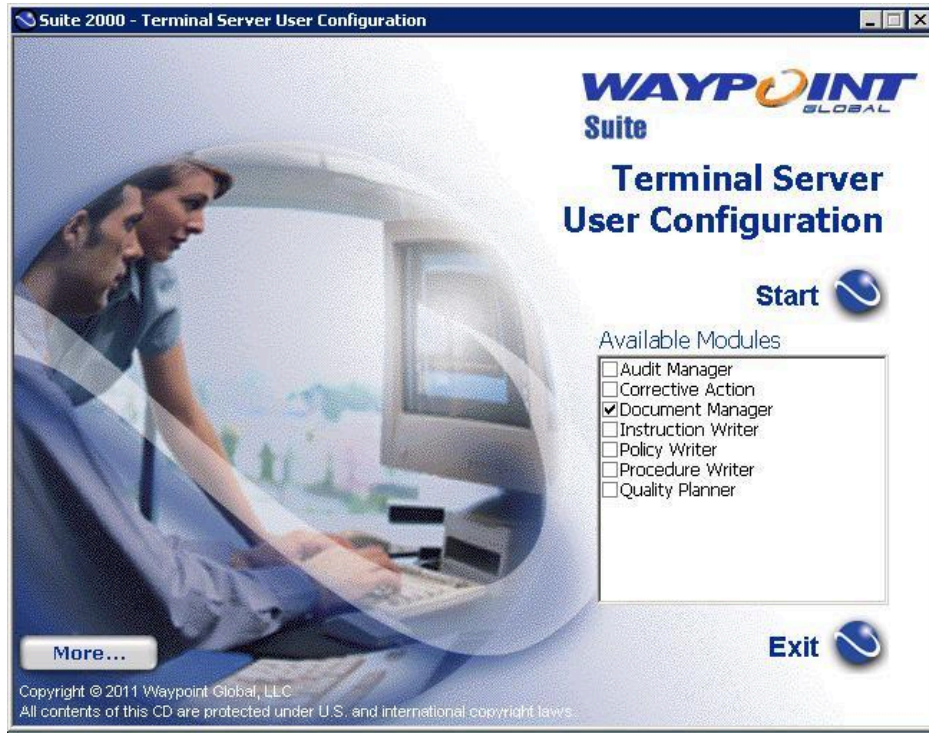 Suite 2000 - Terminal Server User Configuration
WAYPOINT
GLOBAL
Suite
Terminal Server
User Configuration
Start
Available Modules
Audit Manager
Corrective Action
Document Manager
Instruction Writer
Policy Writer
Procedure Writer
Quality Planner
Exit
More...
Copyright © 2011 Waypoint Global, LLC
All contents of this CD are protected under U.S. and international copyright laws.